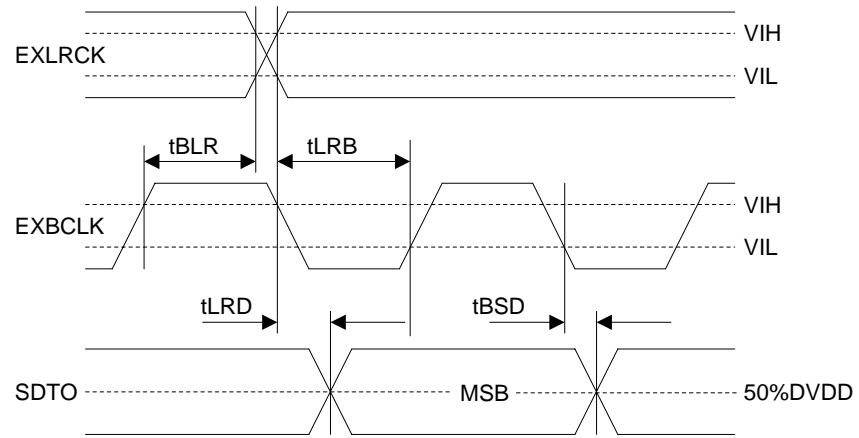 EXLRCK
VIH
VIL
tBLR
tLRB
EXBCLK
VIH
VIL
tLRD
tBSD
SDTO
MSB
50%DVDD